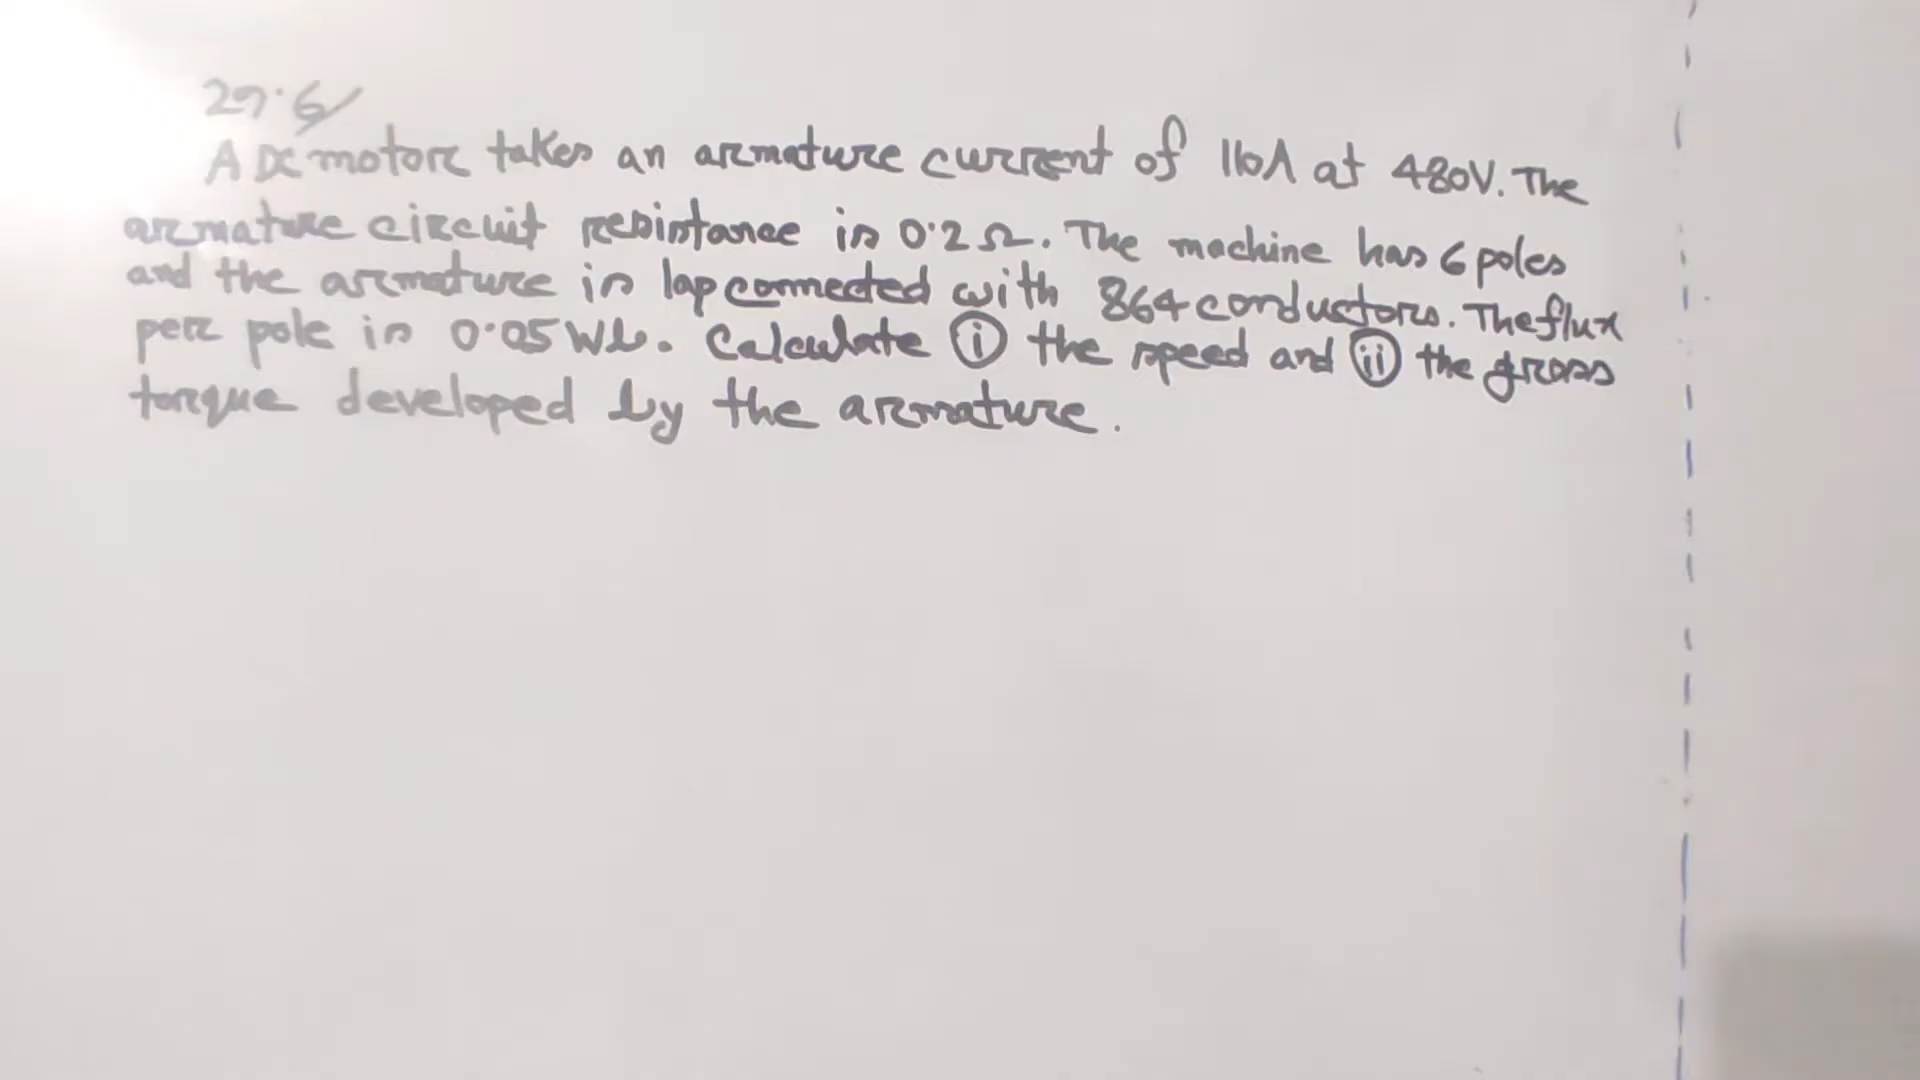 29.6
A DC motor takes an armature current of 110A at 480V. The
armature circuit resistance is 0.2Ω. The machine has 6 poles
and the armature is lap connected with 864 conductors. The flux
per pole is 0.05 Wb. Calculate (i) the speed and (ii) the gross
torque developed by the armature.